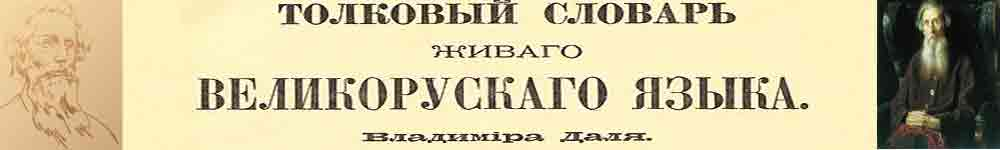 ТОЛКОВЫЙ СЛОВАРЬ
ЖИВАГО
ВЕЛИКОРУСКАГО ЯЗЫКА.
Владиміра Даля.